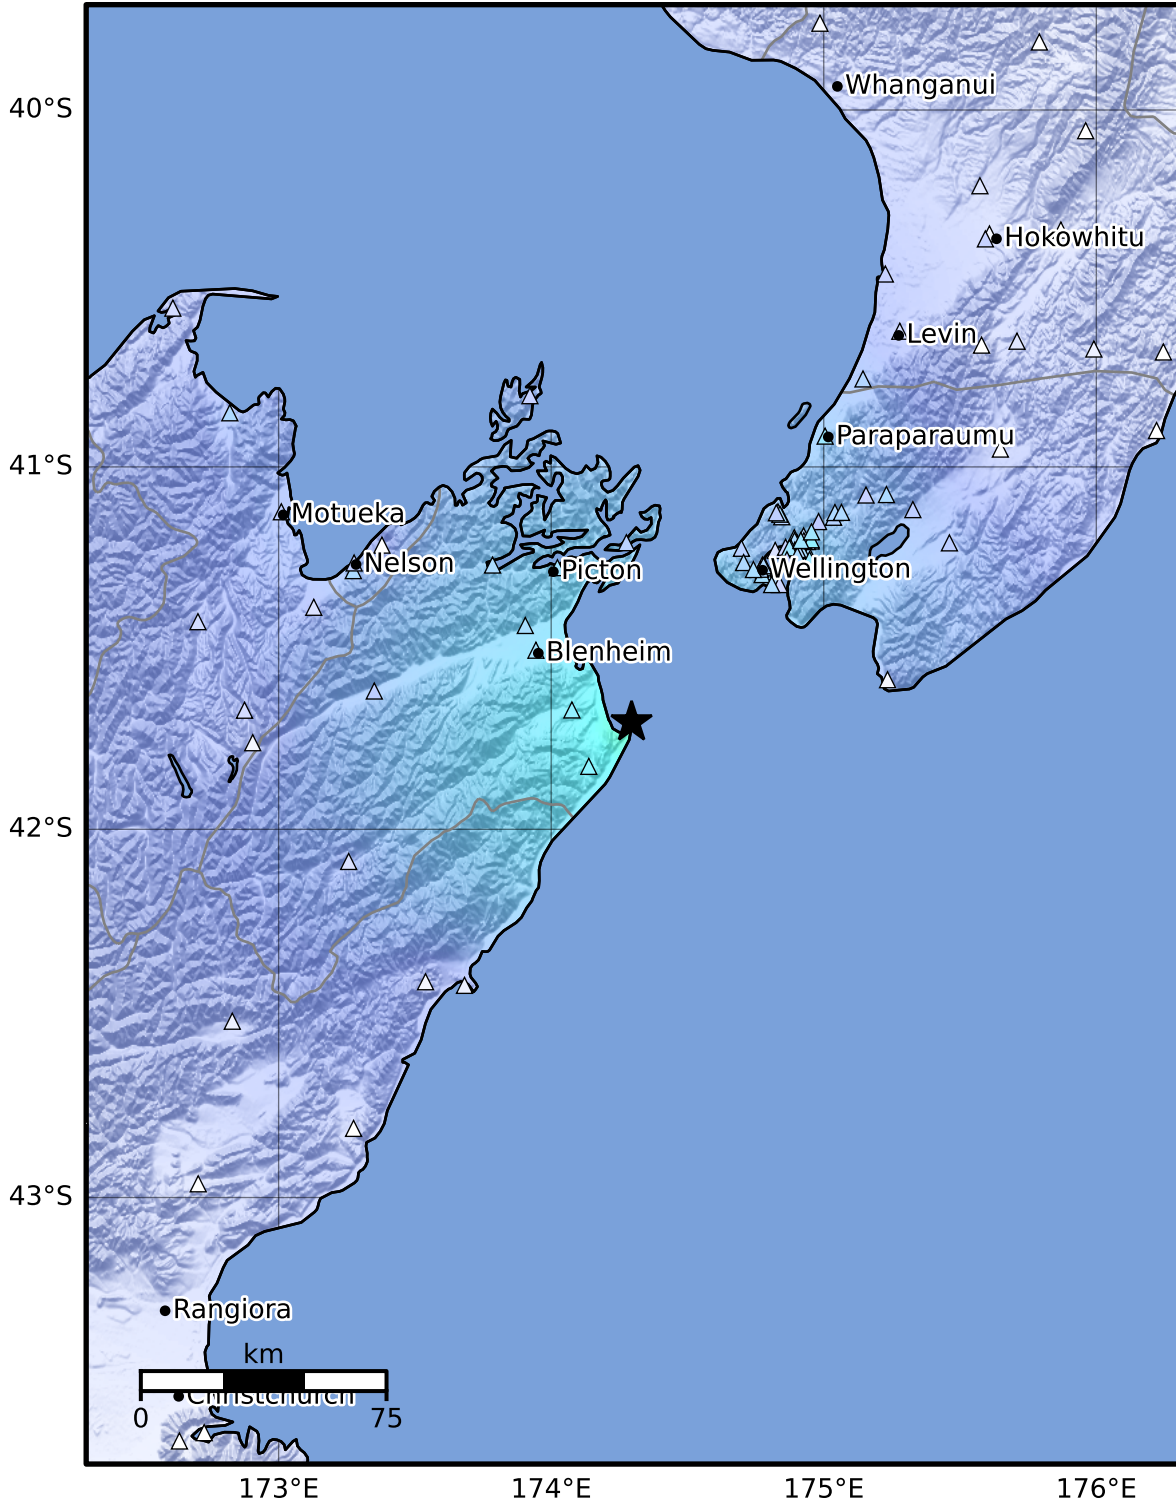 Whanganui
40°S
Hokowhitu
Levin
Paraparaumu
41°S
Motueka
Nelson
Picton
Wellington
Blenheim
42°S
43°S
Rangiora
km
Christchurch
0 75
173°E 174°E 175°E 176°E